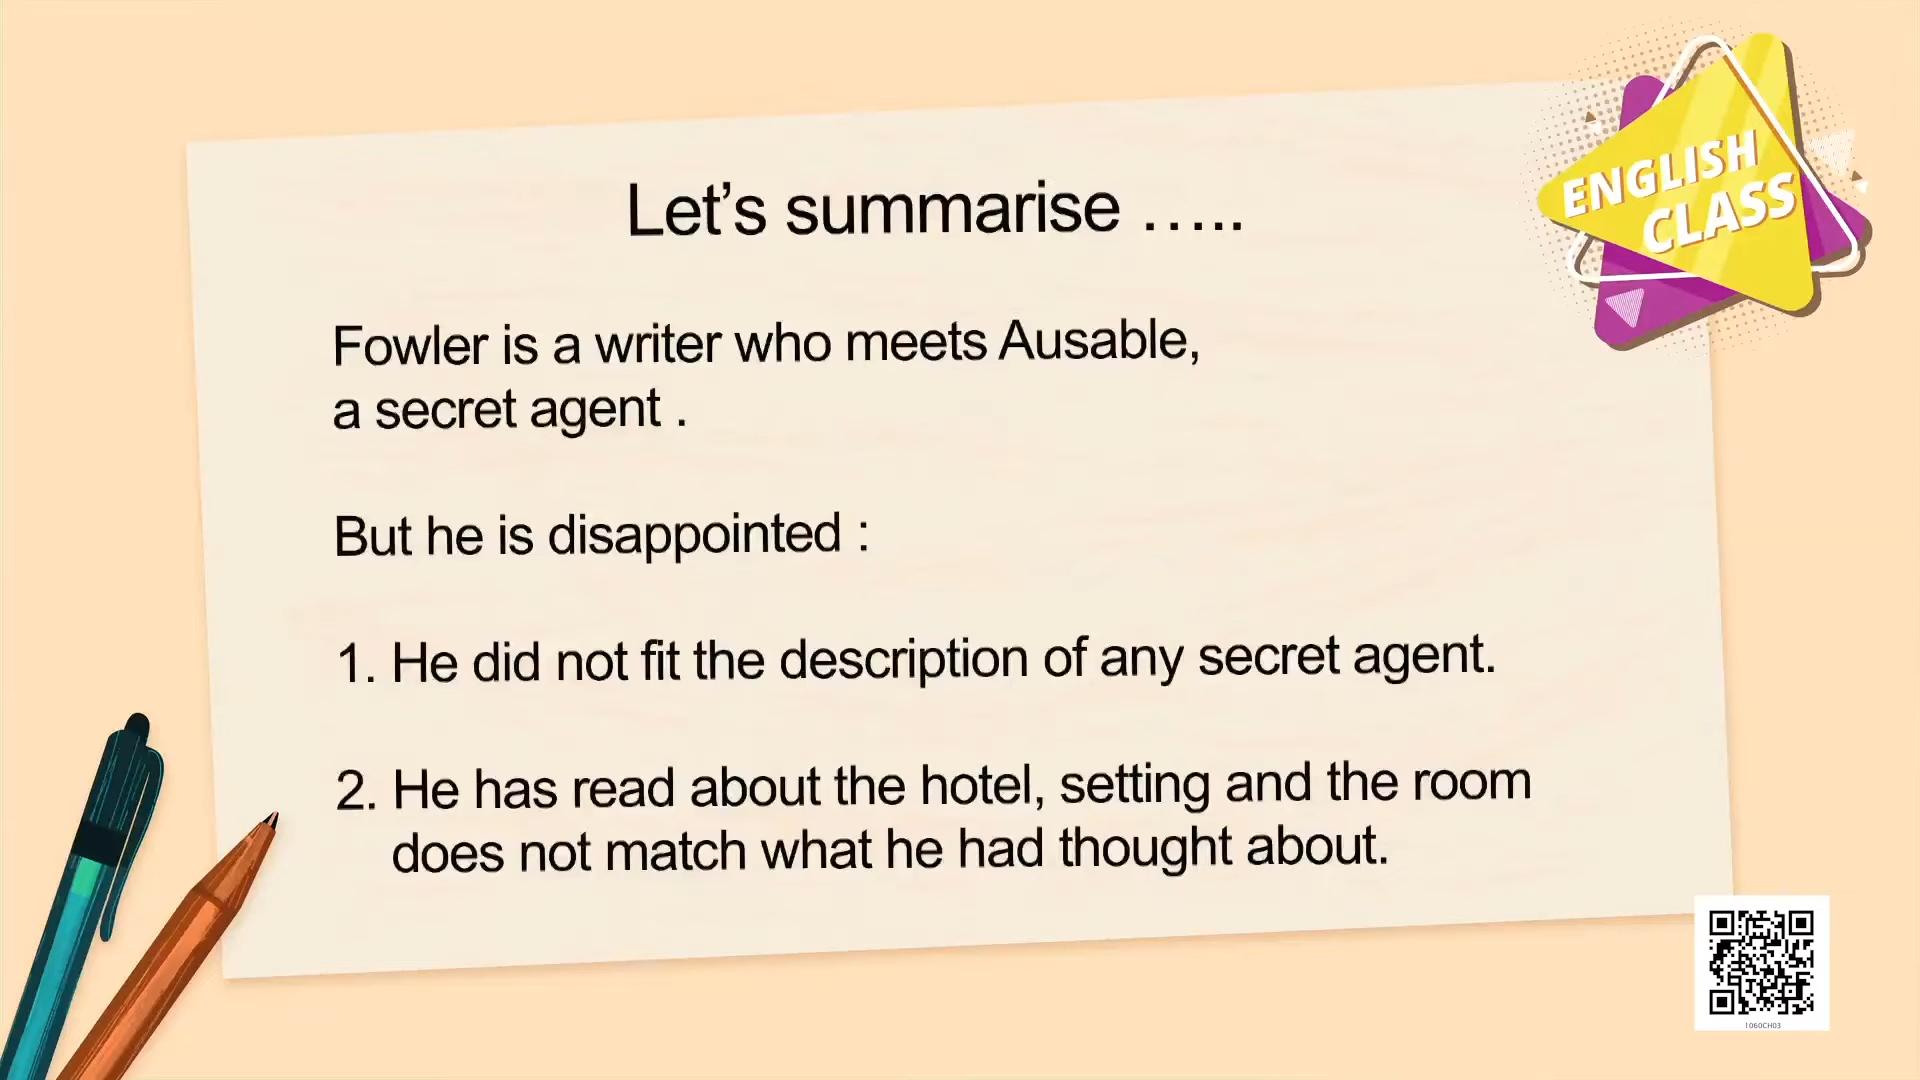 ENGLISH
CLASS
Let’s summarise …..
Fowler is a writer who meets Ausable,
a secret agent .
But he is disappointed :
1. He did not fit the description of any secret agent.
2. He has read about the hotel, setting and the room
does not match what he had thought about.
1060CH03